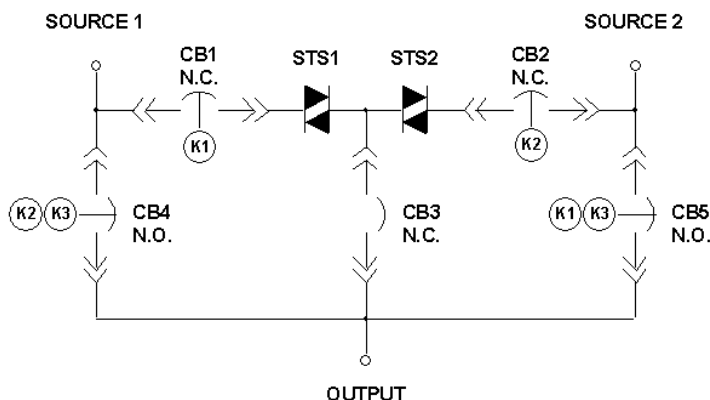 SOURCE 1
SOURCE 2
CB1
N.C.
STS1
STS2
CB2
N.C.
K1
K2
K2
K3
CB4
N.O.
CB3
N.C.
K1
K3
CB5
N.O.
OUTPUT